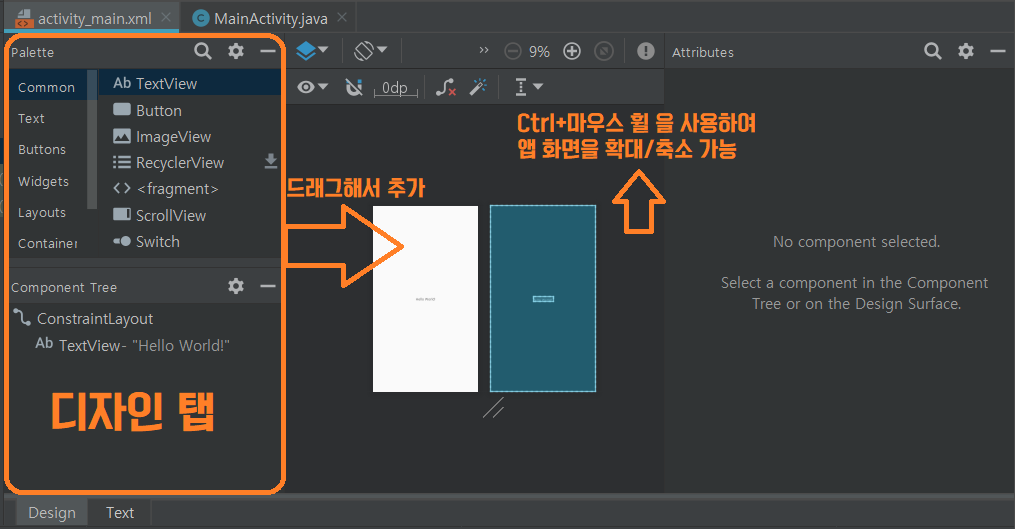 activity_main.xml
MainActivity.java
Palette
9%
Attributes
Common
Text
Buttons
Widgets
Layouts
Container
Ab TextView
Button
ImageView
RecyclerView
<fragment>
ScrollView
Switch
0dp
Ctrl+마우스 휠 을 사용하여
앱 화면을 확대/축소 가능
드래그해서 추가
Hello World!
No component selected.
Select a component in the Component
Tree or on the Design Surface.
Component Tree
ConstraintLayout
Ab TextView- "Hello World!"
디자인 탭
Design
Text